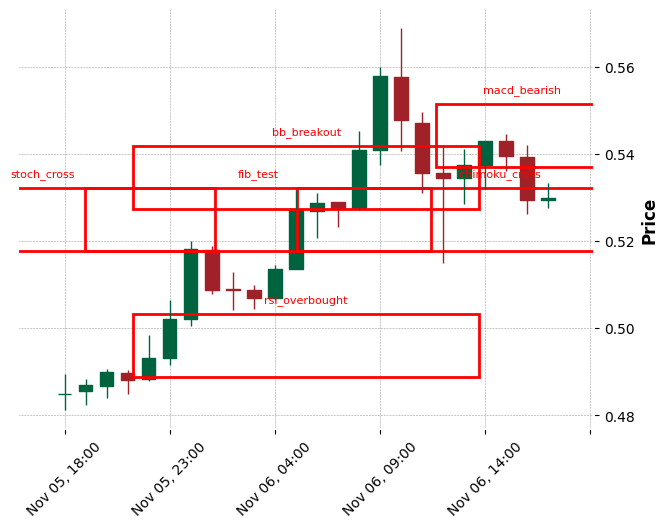 0.56
macd_bearish
bb_breakout
0.54
stoch_cross
fib_test
ichimoku_cross
0.52
Price
rsi_overbought
0.50
0.48
Nov 05, 18:00
Nov 05, 23:00
Nov 06, 04:00
Nov 06, 09:00
Nov 06, 14:00